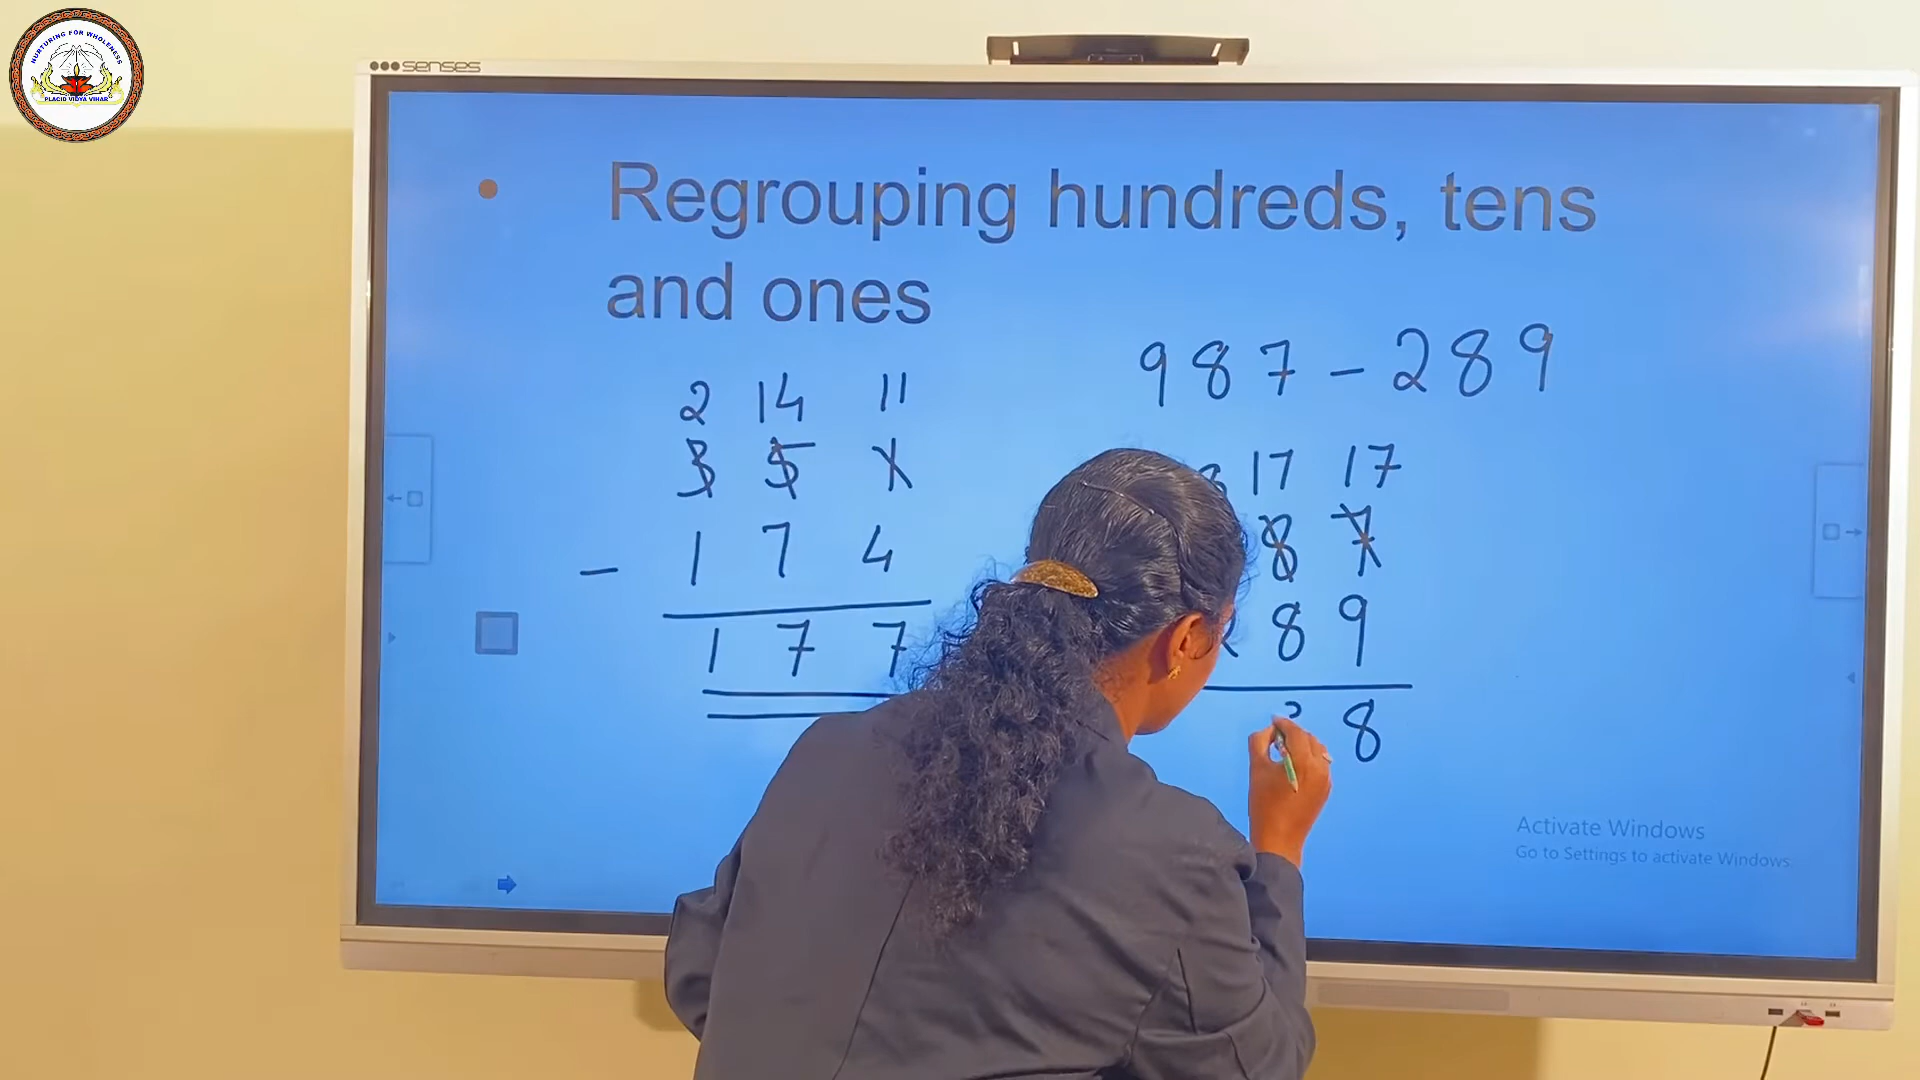 NURTURING FOR WHOLENESS
PLACID VIDYA VIHAR
senses
• Regrouping hundreds, tens
and ones
987 - 289
2 14 11
3 5 1
- 1 7 4
1 7 7
17 17
8 7
8 9
8
Activate Windows
Go to Settings to activate Windows.